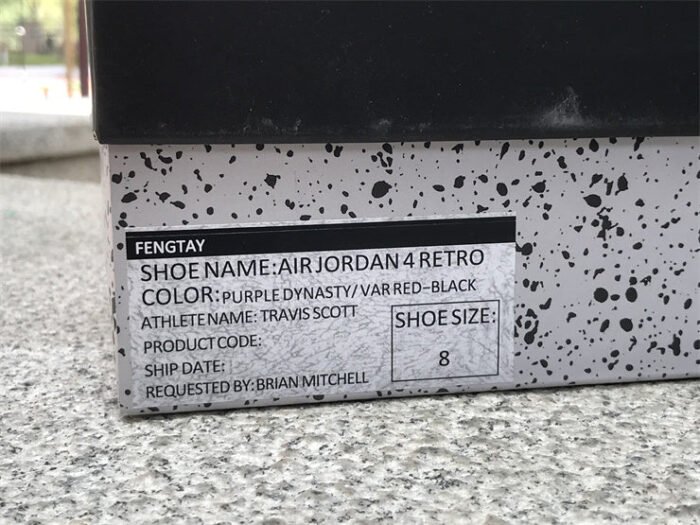 FENGTAY
SHOE NAME:AIR JORDAN 4 RETRO
COLOR:PURPLE DYNASTY/VAR RED-BLACK
ATHLETE NAME: TRAVIS SCOTT
PRODUCT CODE:
SHIP DATE:
REQUESTED BY: BRIAN MITCHELL
SHOE SIZE:
8